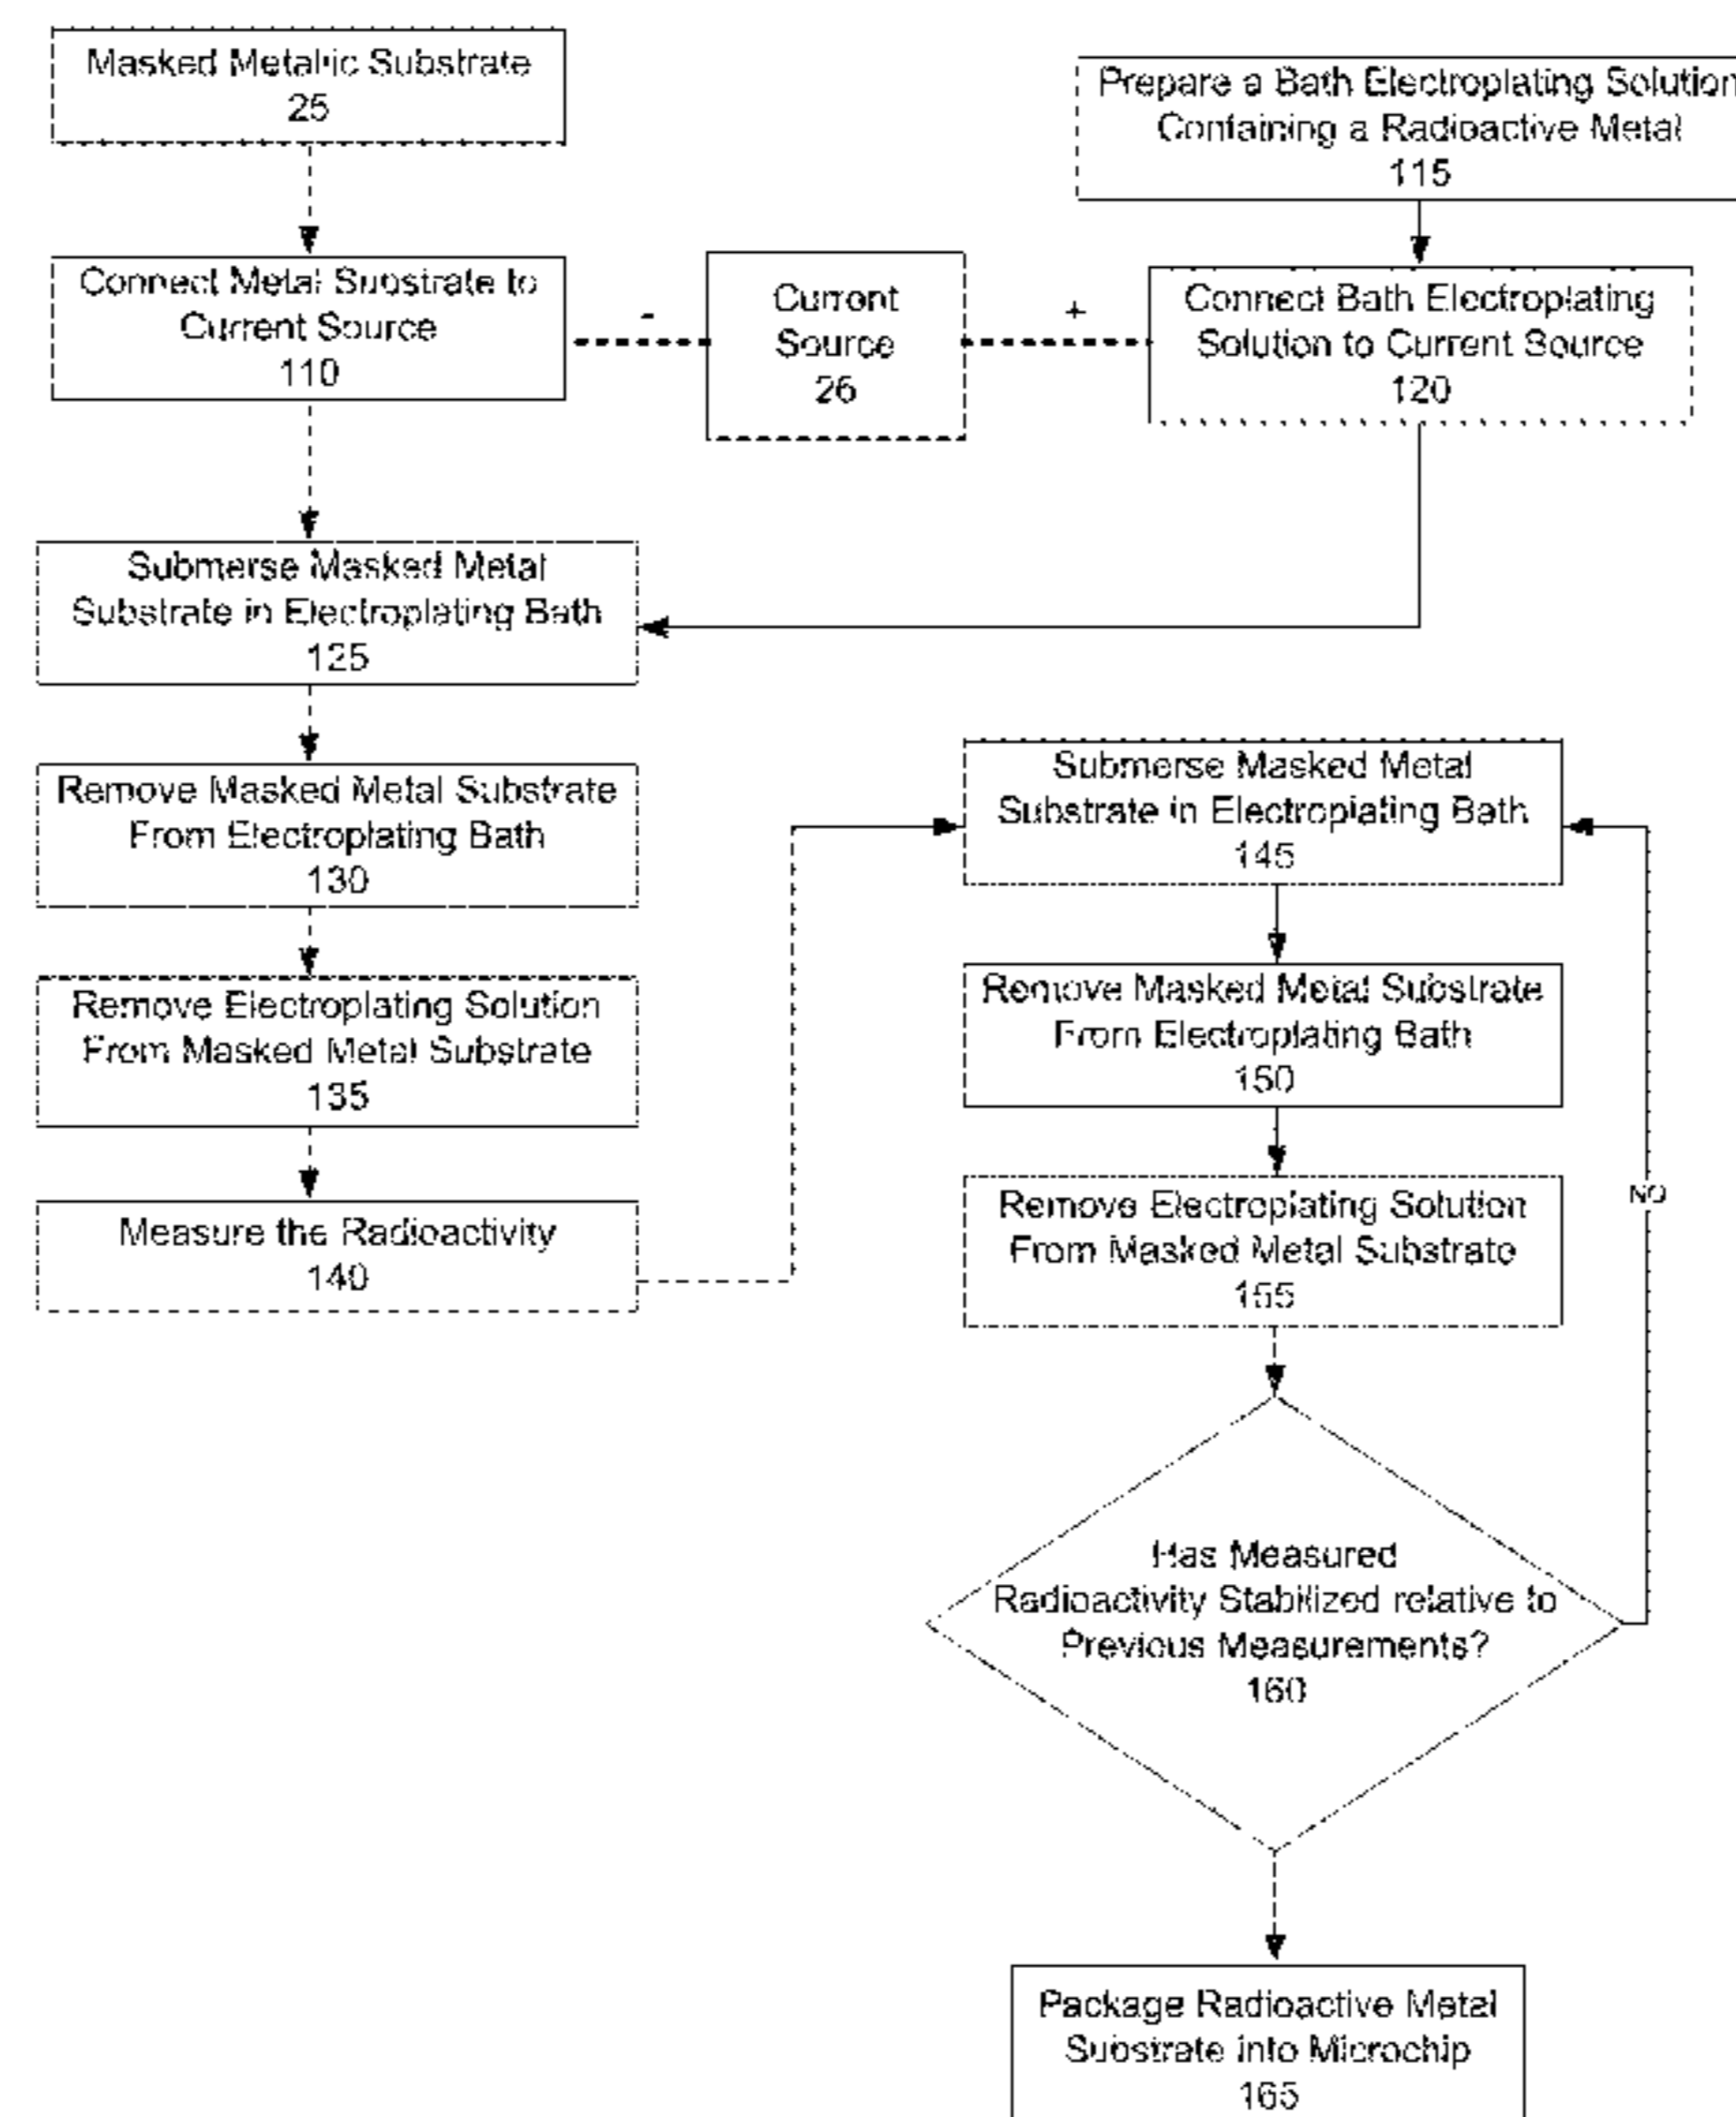 Masked Metallic Substrate
25
Prepare a Bath Electroplating Solution
Containing a Radioactive Metal
115
Connect Metal Substrate to
Current Source
110
-
Current
Source
26
+
Connect Bath Electroplating
Solution to Current Source
120
Submerse Masked Metal
Substrate in Electroplating Bath
125
Remove Masked Metal Substrate
From Electroplating Bath
130
Remove Electroplating Solution
From Masked Metal Substrate
135
Measure the Radioactivity
140
Submerse Masked Metal
Substrate in Electroplating Bath
145
Remove Masked Metal Substrate
From Electroplating Bath
150
Remove Electroplating Solution
From Masked Metal Substrate
155
NO
Has Measured
Radioactivity Stabilized relative to
Previous Measurements?
160
Package Radioactive Metal
Substrate into Microchip
165